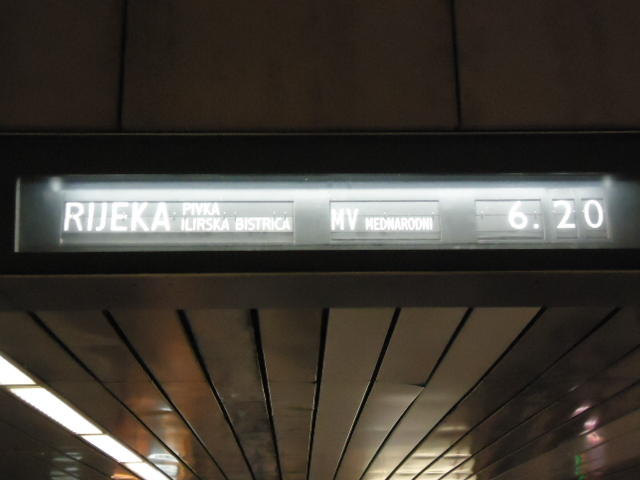 RIJEKA PIVKA
ILIRSKA BISTRICA MV MEDNARODNI 6.20